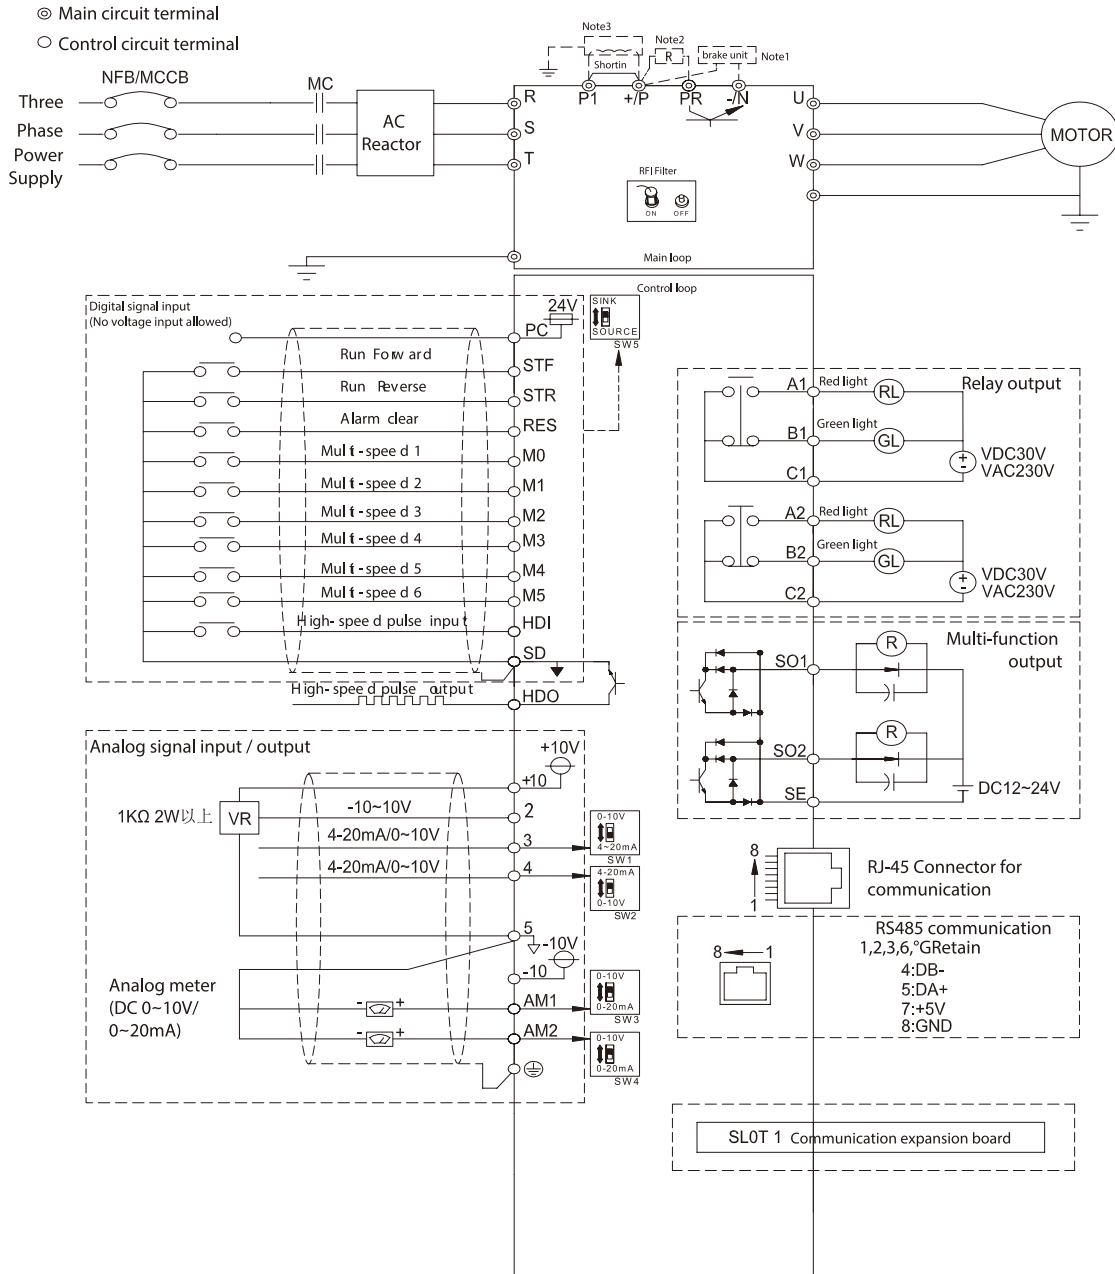 Main circuit terminal
Control circuit terminal
NFB/MCCB
MC
Three
Phase
Power
Supply
AC
Reactor
R
S
T
Note3
Shortin
Note2
R
brake unit
Note1
P1
+/P
PR
-/N
U
V
W
MOTOR
RFI Filter
ON
OFF
Main loop
Control loop
Digital signal input
(No voltage input allowed)
24V
PC
SINK
SOURCE
SW5
Run Forward
STF
Run Reverse
STR
Alarm clear
RES
Multi-speed 1
M0
Multi-speed 2
M1
Multi-speed 3
M2
Multi-speed 4
M3
Multi-speed 5
M4
Multi-speed 6
M5
High-speed pulse input
HDI
SD
High-speed pulse output
HDO
Relay output
A1
Red light
RL
B1
Green light
GL
C1
+
-
VDC30V
VAC230V
A2
Red light
RL
B2
Green light
GL
C2
+
-
VDC30V
VAC230V
Multi-function
output
SO1
R
SO2
R
SE
DC12~24V
Analog signal input / output
+10V
+10
1KΩ 2W以上
VR
-10~10V
2
4-20mA/0~10V
3
0-10V
4~20mA
SW1
4-20mA/0~10V
4
4-20mA
0-10V
SW2
5
-10V
-10
Analog meter
(DC 0~10V/
0~20mA)
- +
AM1
0-10V
0-20mA
SW3
- +
AM2
0-10V
0-20mA
SW4
8
1
RJ-45 Connector for
communication
RS485 communication
8
1
1,2,3,6,°GRetain
4:DB-
5:DA+
7:+5V
8:GND
SL0T 1 Communication expansion board